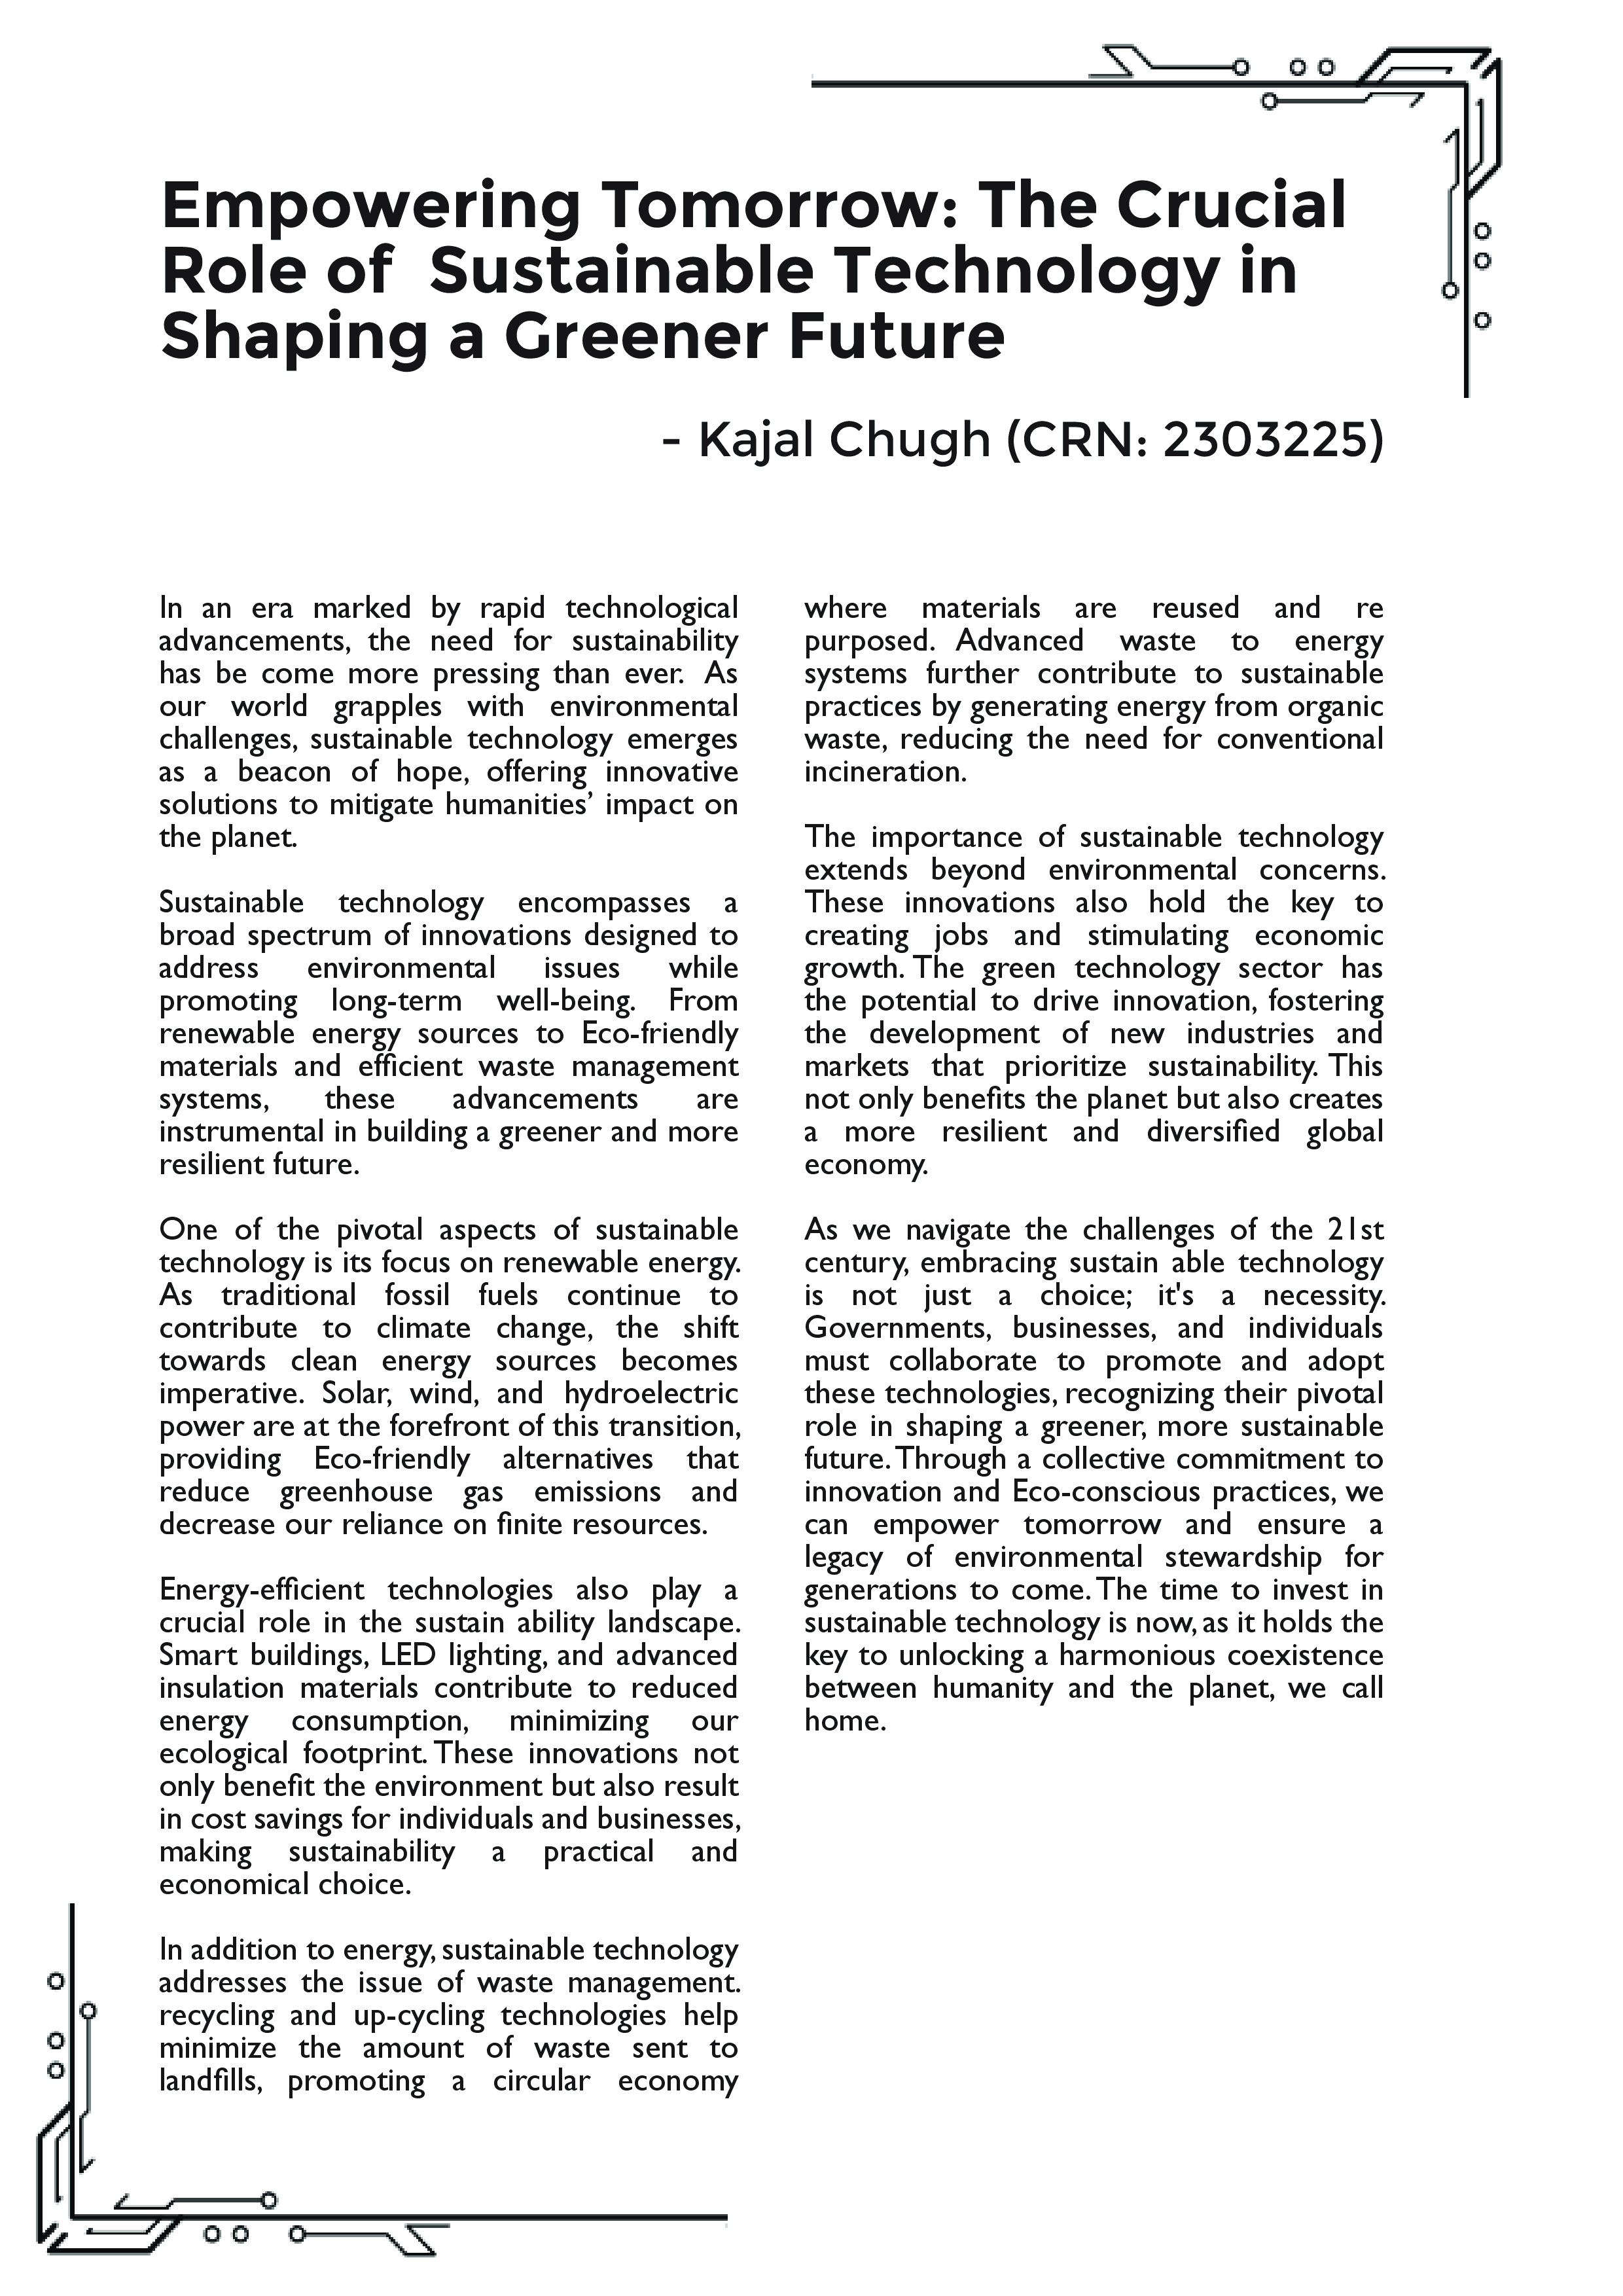 Empowering Tomorrow: The Crucial
Role of  Sustainable Technology in
Shaping a Greener Future
- Kajal Chugh (CRN: 2303225)
In an era marked by rapid technological
advancements, the need for sustainability
has be come more pressing than ever. As
our world grapples with environmental
challenges, sustainable technology emerges
as a beacon of hope, offering innovative
solutions to mitigate humanities’ impact on
the planet.
Sustainable technology encompasses a
broad spectrum of innovations designed to
address environmental issues while
promoting long-term well-being. From
renewable energy sources to Eco-friendly
materials and efficient waste management
systems, these advancements are
instrumental in building a greener and more
resilient future.
One of the pivotal aspects of sustainable
technology is its focus on renewable energy.
As traditional fossil fuels continue to
contribute to climate change, the shift
towards clean energy sources becomes
imperative. Solar, wind, and hydroelectric
power are at the forefront of this transition,
providing Eco-friendly alternatives that
reduce greenhouse gas emissions and
decrease our reliance on finite resources.
Energy-efficient technologies also play a
crucial role in the sustain ability landscape.
Smart buildings, LED lighting, and advanced
insulation materials contribute to reduced
energy consumption, minimizing our
ecological footprint. These innovations not
only benefit the environment but also result
in cost savings for individuals and businesses,
making sustainability a practical and
economical choice.
In addition to energy, sustainable technology
addresses the issue of waste management.
recycling and up-cycling technologies help
minimize the amount of waste sent to
landfills, promoting a circular economy
where materials are reused and re
purposed. Advanced waste to energy
systems further contribute to sustainable
practices by generating energy from organic
waste, reducing the need for conventional
incineration.
The importance of sustainable technology
extends beyond environmental concerns.
These innovations also hold the key to
creating jobs and stimulating economic
growth. The green technology sector has
the potential to drive innovation, fostering
the development of new industries and
markets that prioritize sustainability. This
not only benefits the planet but also creates
a more resilient and diversified global
economy.
As we navigate the challenges of the 21st
century, embracing sustain able technology
is not just a choice; it's a necessity.
Governments, businesses, and individuals
must collaborate to promote and adopt
these technologies, recognizing their pivotal
role in shaping a greener, more sustainable
future. Through a collective commitment to
innovation and Eco-conscious practices, we
can empower tomorrow and ensure a
legacy of environmental stewardship for
generations to come. The time to invest in
sustainable technology is now, as it holds the
key to unlocking a harmonious coexistence
between humanity and the planet, we call
home.